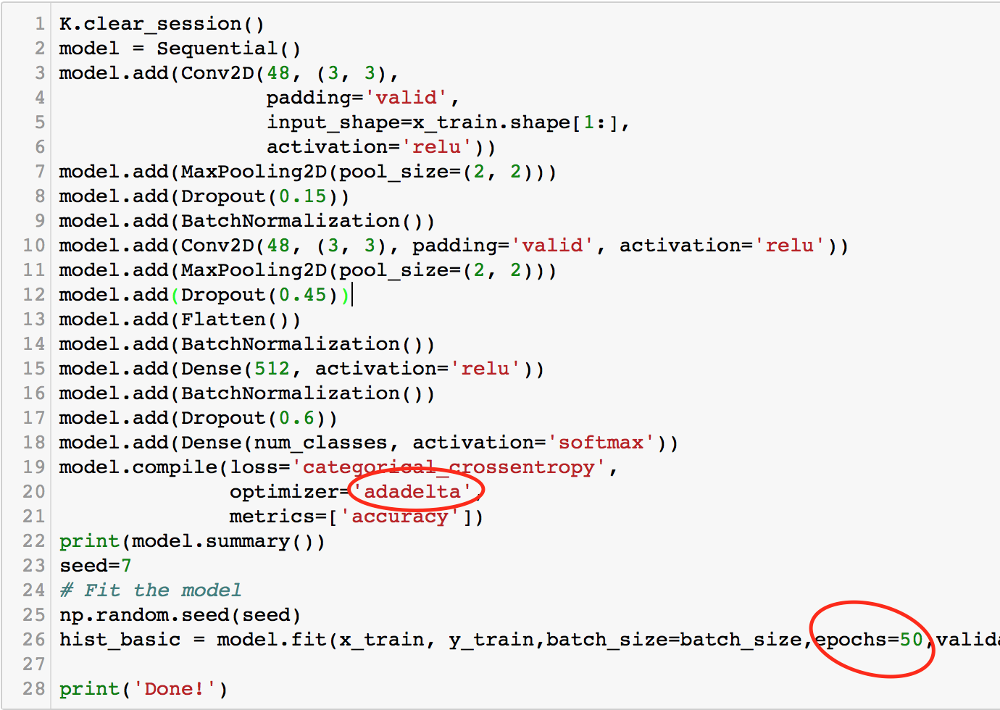 1 K.clear_session()
2 model = Sequential()
3 model.add(Conv2D(48, (3, 3),
4                  padding='valid',
5                  input_shape=x_train.shape[1:],
6                  activation='relu'))
7 model.add(MaxPooling2D(pool_size=(2, 2)))
8 model.add(Dropout(0.15))
9 model.add(BatchNormalization())
10 model.add(Conv2D(48, (3, 3), padding='valid', activation='relu'))
11 model.add(MaxPooling2D(pool_size=(2, 2)))
12 model.add(Dropout(0.45))
13 model.add(Flatten())
14 model.add(BatchNormalization())
15 model.add(Dense(512, activation='relu'))
16 model.add(BatchNormalization())
17 model.add(Dropout(0.6))
18 model.add(Dense(num_classes, activation='softmax'))
19 model.compile(loss='categorical_crossentropy',
20               optimizer='adadelta',
21               metrics=['accuracy'])
22 print(model.summary())
23 seed=7
24 # Fit the model
25 np.random.seed(seed)
26 hist_basic = model.fit(x_train, y_train,batch_size=batch_size,epochs=50,valida
27
28 print('Done!')